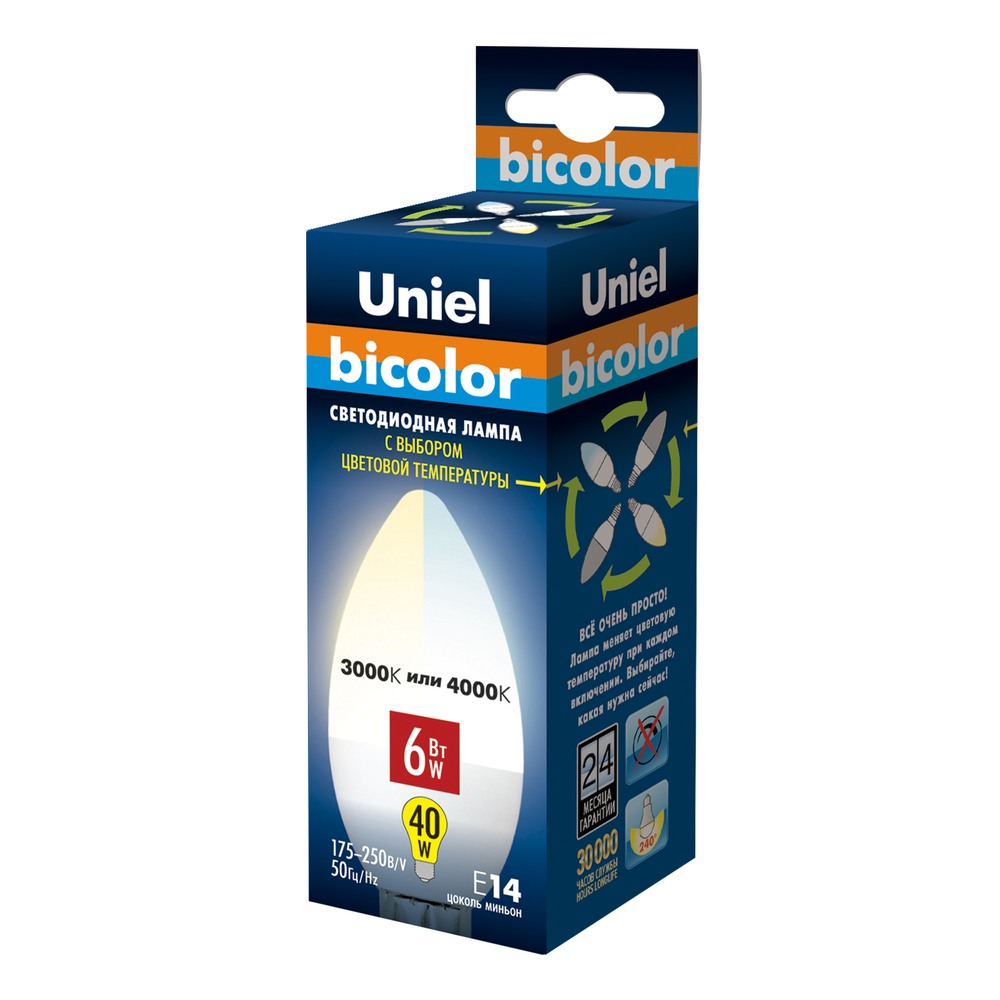 bicolor
Uniel
bicolor
СВЕТОДИОДНАЯ ЛАМПА
С ВЫБОРОМ
ЦВЕТОВОЙ ТЕМПЕРАТУРЫ
3000К или 4000К
6 Вт W
40 W
175–250В/V
50Гц/Hz
E14
цоколь миньон
Uniel
bicolor
ВСЁ ОЧЕНЬ ПРОСТО!
Лампа меняет цветовую
температуру при каждом
включении. Выбирайте,
какая нужна сейчас!
24
МЕСЯЦА
ГАРАНТИИ
240°
30 000
ЧАСОВ СЛУЖБЫ
HOURS LONGLIFE